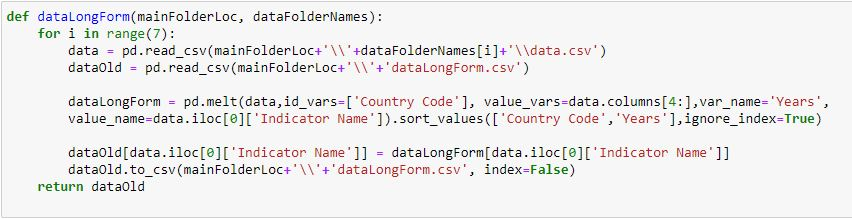 def dataLongForm(mainFolderLoc, dataFolderNames):
    for i in range(7):
        data = pd.read_csv(mainFolderLoc+'\\'+dataFolderNames[i]+'\\data.csv')
        dataOld = pd.read_csv(mainFolderLoc+'\\'+'dataLongForm.csv')

        dataLongForm = pd.melt(data,id_vars=['Country Code'], value_vars=data.columns[4:],var_name='Years',
        value_name=data.iloc[0]['Indicator Name']).sort_values(['Country Code','Years'],ignore_index=True)

        dataOld[data.iloc[0]['Indicator Name']] = dataLongForm[data.iloc[0]['Indicator Name']]
        dataOld.to_csv(mainFolderLoc+'\\'+'dataLongForm.csv', index=False)
    return dataOld